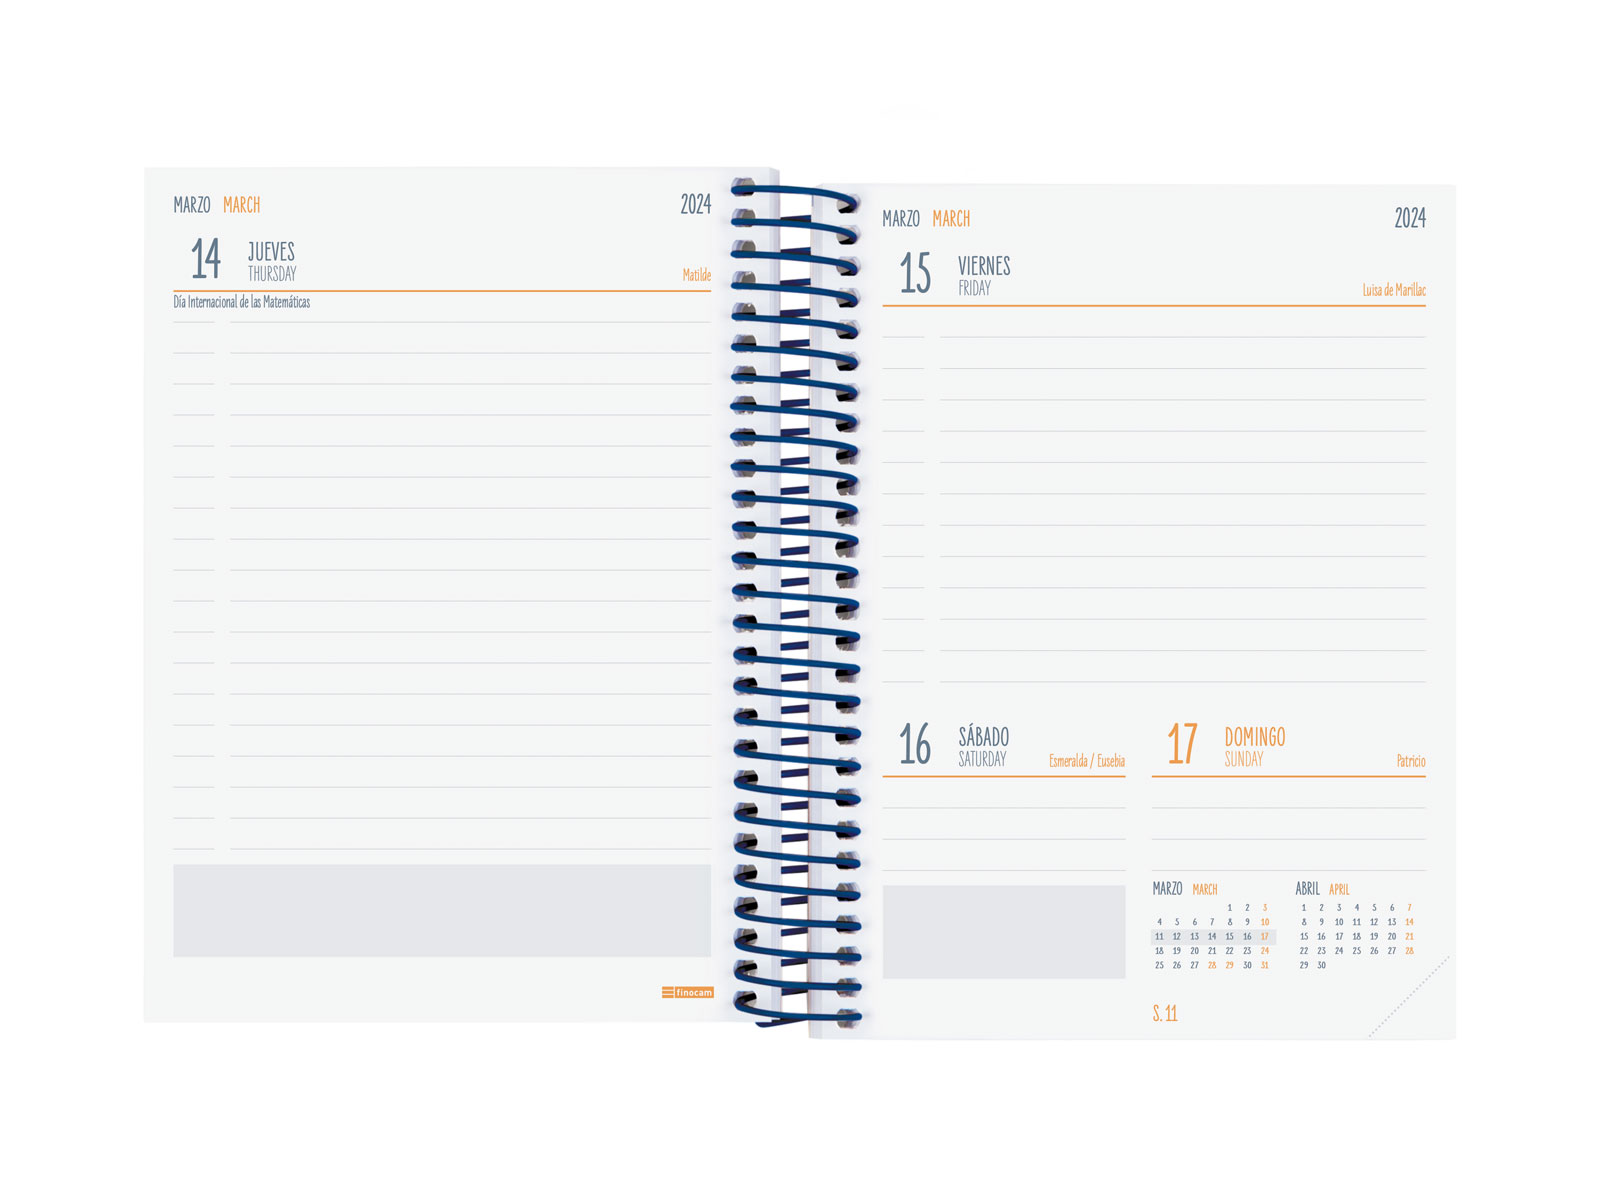 MARZO MARCH 2024
14 JUEVES
THURSDAY
Matilde
Día Internacional de las Matemáticas
finocam
MARZO MARCH 2024
15 VIERNES
FRIDAY
Luisa de Marillac
16 SÁBADO
SATURDAY
Esmeralda / Eusebia
17 DOMINGO
SUNDAY
Patricio
MARZO MARCH
1 2 3
4 5 6 7 8 9 10
11 12 13 14 15 16 17
18 19 20 21 22 23 24
25 26 27 28 29 30 31
ABRIL APRIL
1 2 3 4 5 6 7
8 9 10 11 12 13 14
15 16 17 18 19 20 21
22 23 24 25 26 27 28
29 30
S. 11